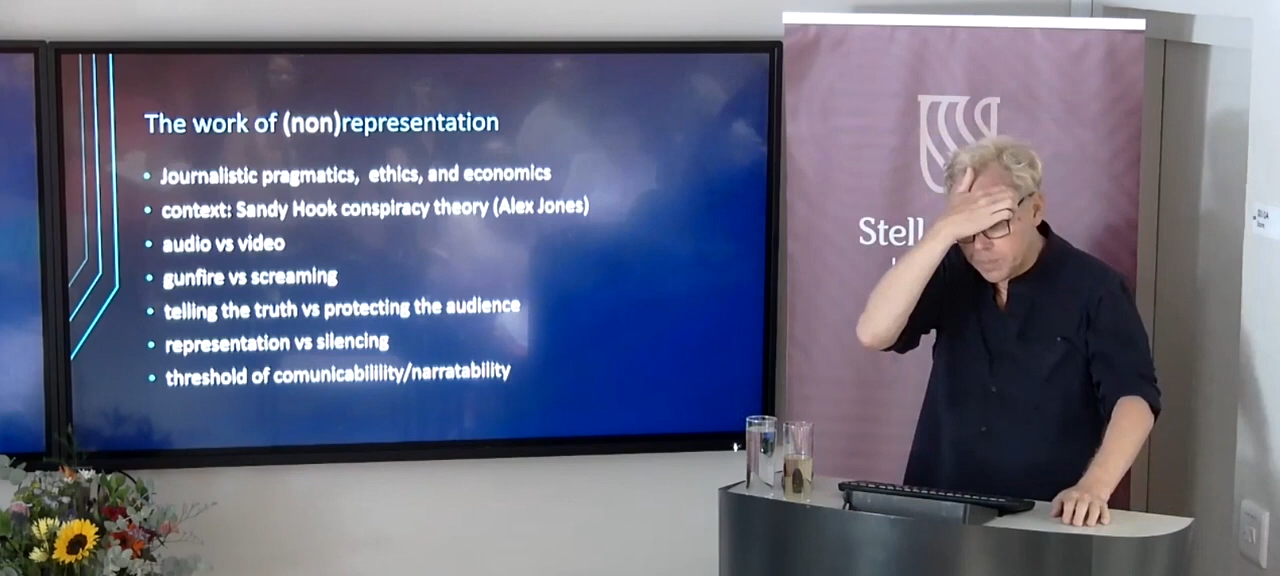 The work of (non)representation
• Journalistic pragmatics, ethics, and economics
• context: Sandy Hook conspiracy theory (Alex Jones)
• audio vs video
• gunfire vs screaming
• telling the truth vs protecting the audience
• representation vs silencing
• threshold of comunicabilility/narratability
Stell